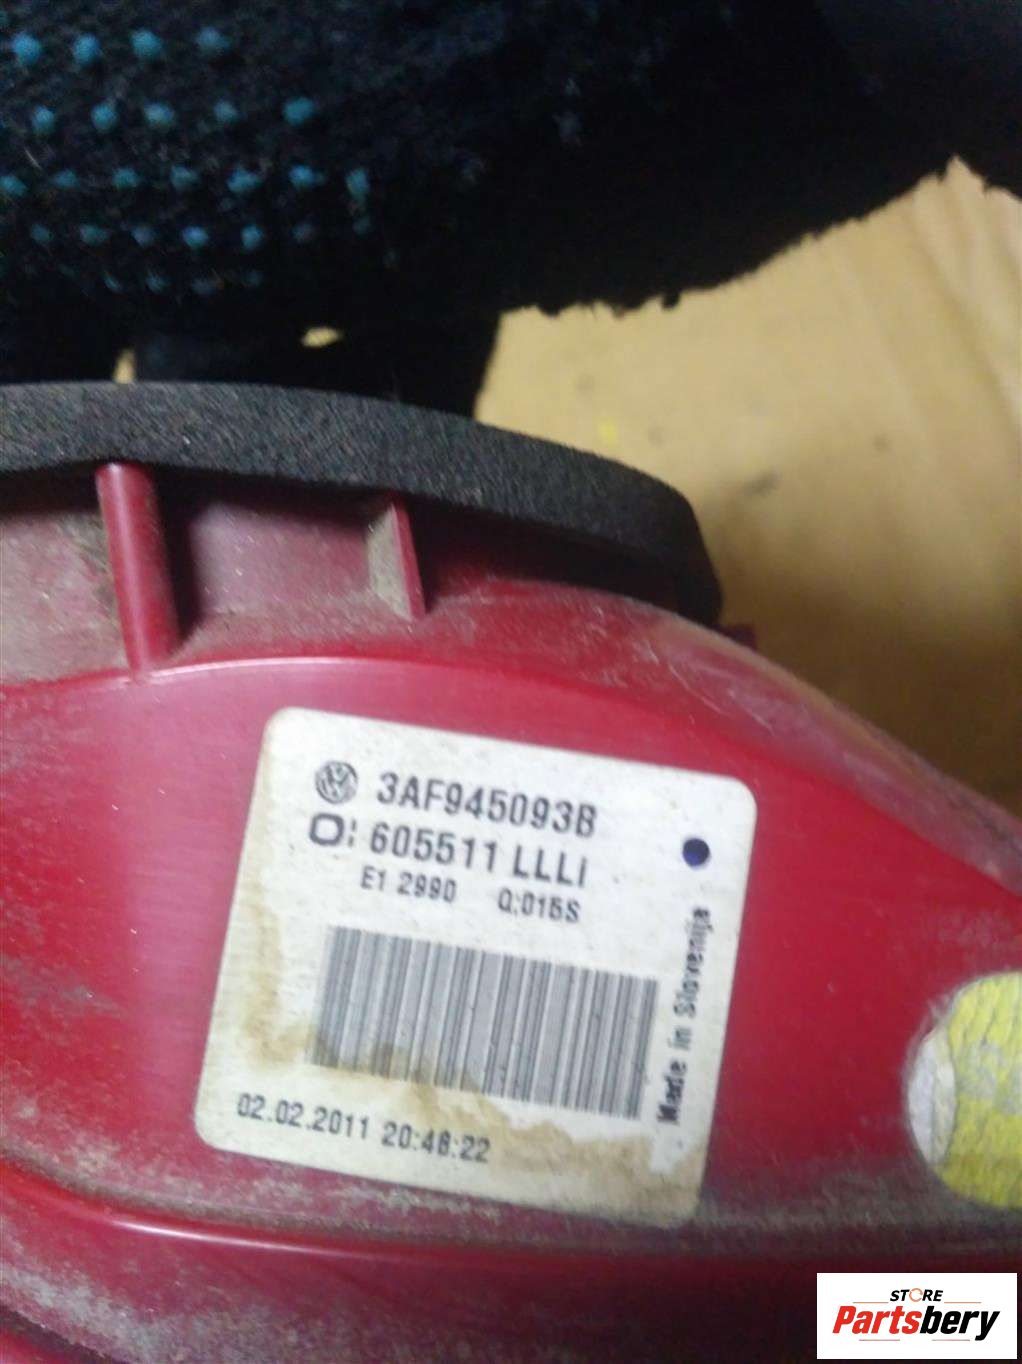 3AF945093B
605511 LLLi
E1 2990 Q:015S
Made in Slovenija
02.02.2011 20:48:22
STORE
Partsbery